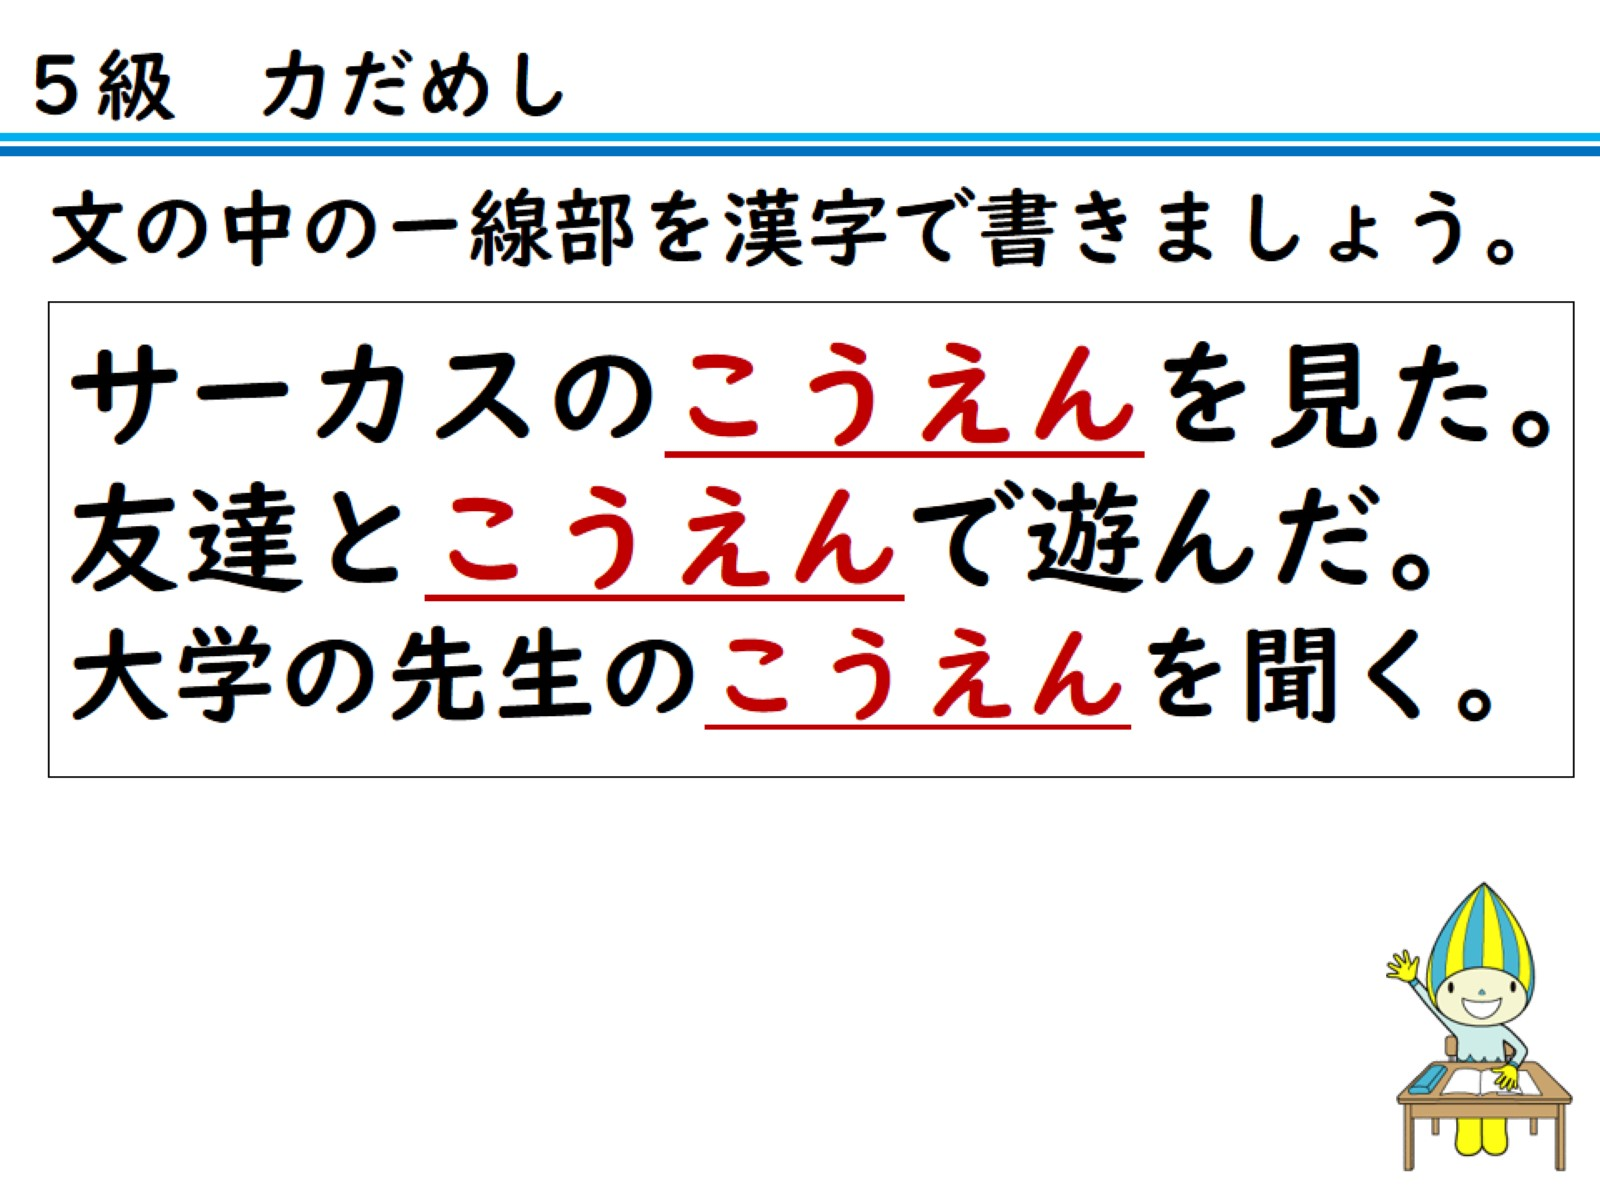 5級　力だめし
文の中の一線部を漢字で書きましょう。
サーカスのこうえんを見た。
友達とこうえんで遊んだ。
大学の先生のこうえんを聞く。